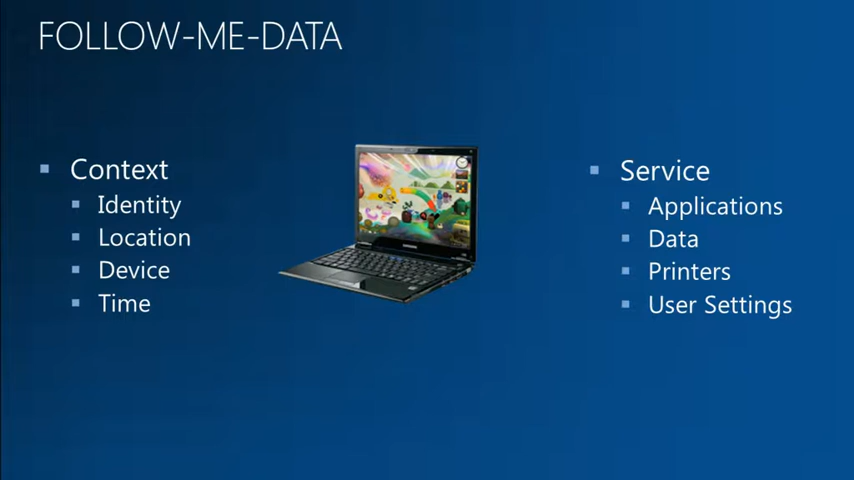 FOLLOW-ME-DATA
Context
Identity
Location
Device
Time
Service
Applications
Data
Printers
User Settings